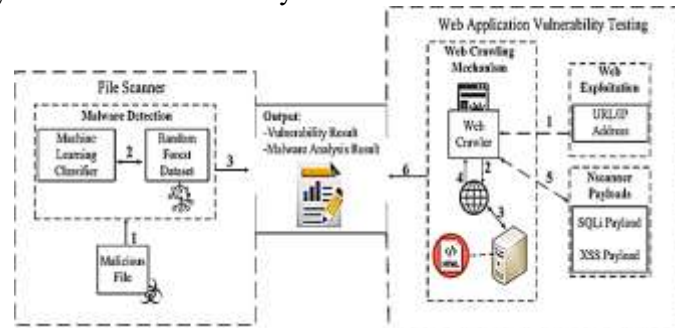 File Scanner
Malware Detection
Machine
Learning
Classifier
2
Random
Forest
Dataset
3
1
Malicious
File
Output:
-Vulnerability Result
-Malware Analysis Result
6
Web Application Vulnerability Testing
Web Crawling
Mechanism
Web
Crawler
4
2
3
</>
HTML
1
5
Web
Exploitation
URL/IP
Address
Nscanner
Payloads
SQLi Payload
XSS Payload